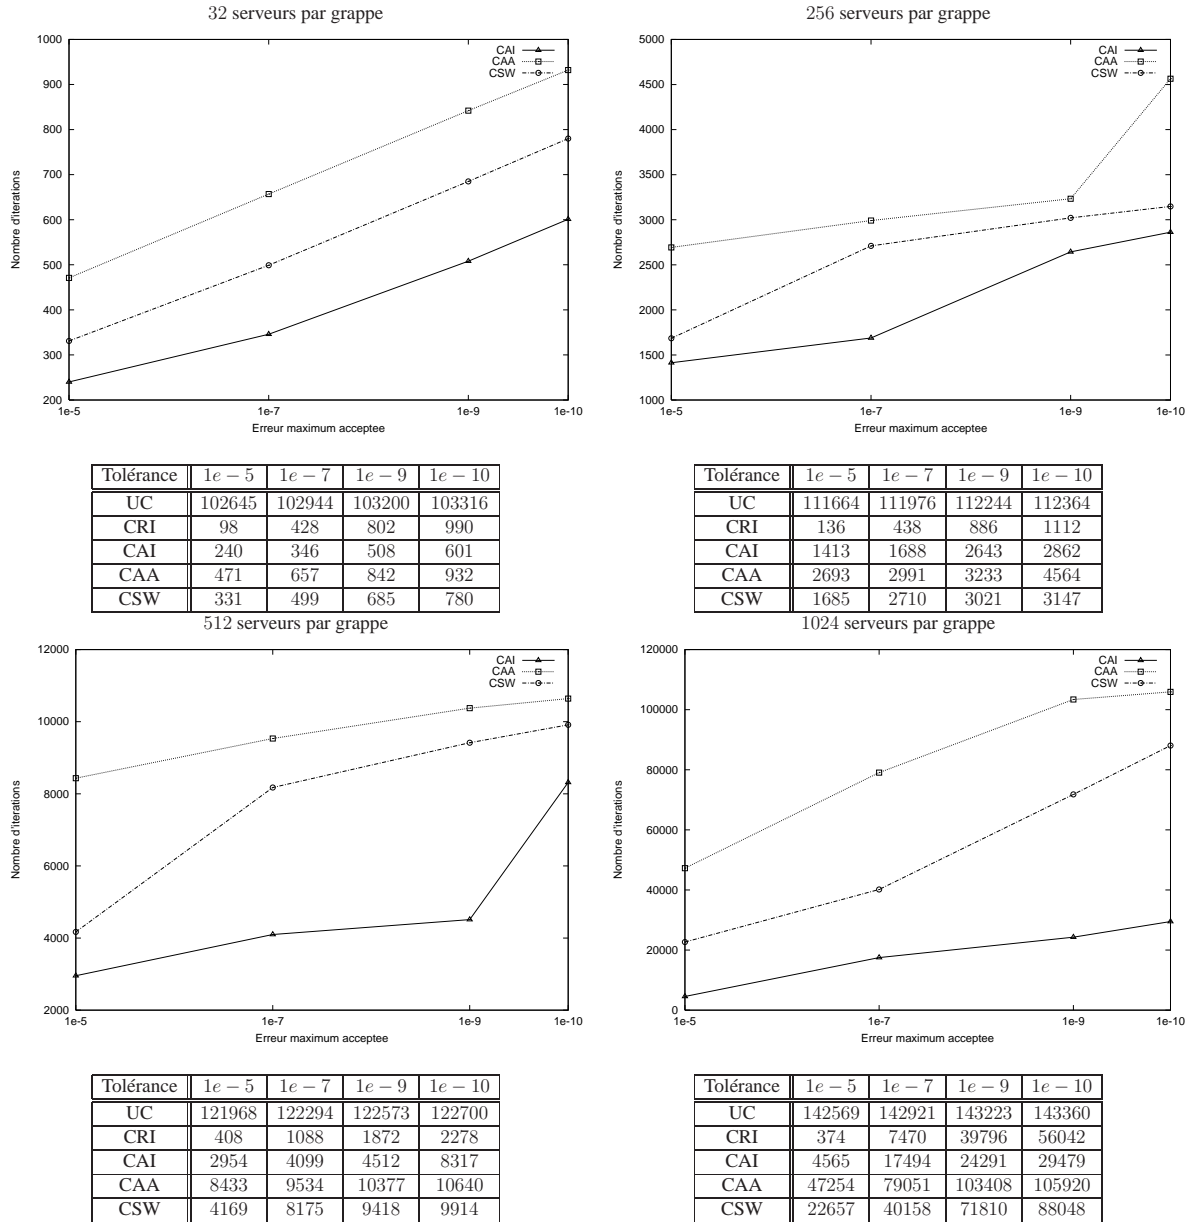 32 serveurs par grappe
1000
900
800
700
600
500
400
300
200
Nombre d'iterations
CAI
CAA
CSW
1e-5 1e-7 1e-9 1e-10
Erreur maximum acceptee
256 serveurs par grappe
5000
4500
4000
3500
3000
2500
2000
1500
1000
Nombre d'iterations
CAI
CAA
CSW
1e-5 1e-7 1e-9 1e-10
Erreur maximum acceptee
Tolérance 1e − 5 1e − 7 1e − 9 1e − 10
UC 102645 102944 103200 103316
CRI 98 428 802 990
CAI 240 346 508 601
CAA 471 657 842 932
CSW 331 499 685 780
Tolérance 1e − 5 1e − 7 1e − 9 1e − 10
UC 111664 111976 112244 112364
CRI 136 438 886 1112
CAI 1413 1688 2643 2862
CAA 2693 2991 3233 4564
CSW 1685 2710 3021 3147
512 serveurs par grappe
12000
10000
8000
6000
4000
2000
Nombre d'iterations
CAI
CAA
CSW
1e-5 1e-7 1e-9 1e-10
Erreur maximum acceptee
1024 serveurs par grappe
120000
100000
80000
60000
40000
20000
0
Nombre d'iterations
CAI
CAA
CSW
1e-5 1e-7 1e-9 1e-10
Erreur maximum acceptee
Tolérance 1e − 5 1e − 7 1e − 9 1e − 10
UC 121968 122294 122573 122700
CRI 408 1088 1872 2278
CAI 2954 4099 4512 8317
CAA 8433 9534 10377 10640
CSW 4169 8175 9418 9914
Tolérance 1e − 5 1e − 7 1e − 9 1e − 10
UC 142569 142921 143223 143360
CRI 374 7470 39796 56042
CAI 4565 17494 24291 29479
CAA 47254 79051 103408 105920
CSW 22657 40158 71810 88048